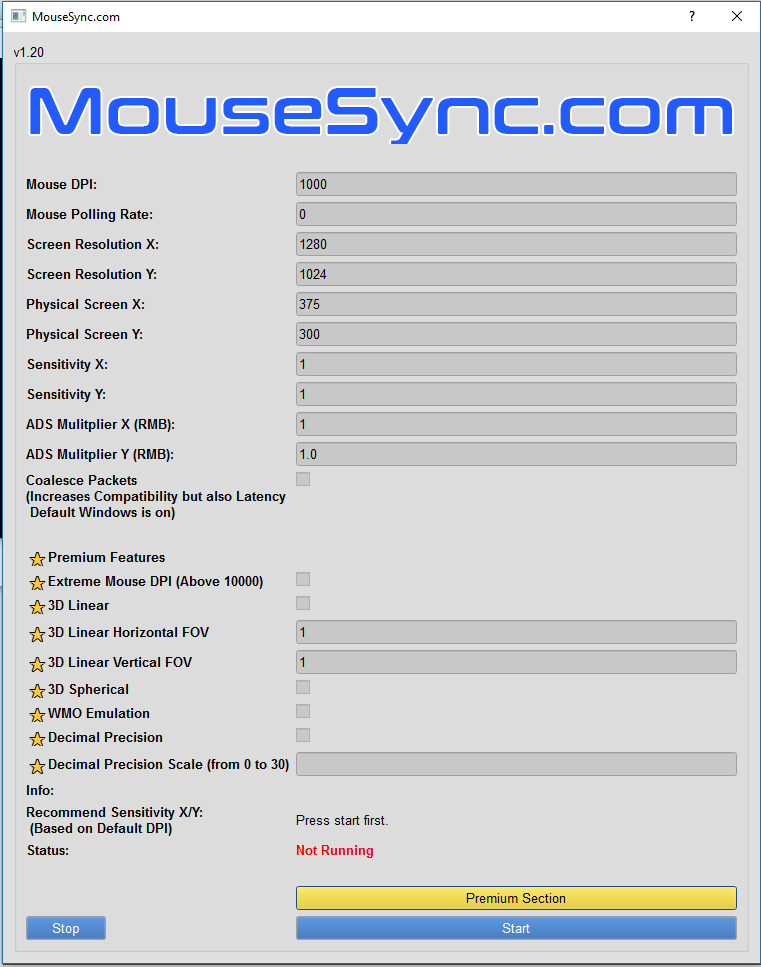 MouseSync.com
?
v1.20
MouseSync.com
Mouse DPI: 1000
Mouse Polling Rate: 0
Screen Resolution X: 1280
Screen Resolution Y: 1024
Physical Screen X: 375
Physical Screen Y: 300
Sensitivity X: 1
Sensitivity Y: 1
ADS Mulitplier X (RMB): 1
ADS Mulitplier Y (RMB): 1.0
Coalesce Packets
(Increases Compatibility but also Latency
Default Windows is on)
Premium Features
Extreme Mouse DPI (Above 10000)
3D Linear
3D Linear Horizontal FOV 1
3D Linear Vertical FOV 1
3D Spherical
WMO Emulation
Decimal Precision
Decimal Precision Scale (from 0 to 30)
Info:
Recommend Sensitivity X/Y:
(Based on Default DPI)
Press start first.
Status: Not Running
Premium Section
Stop
Start